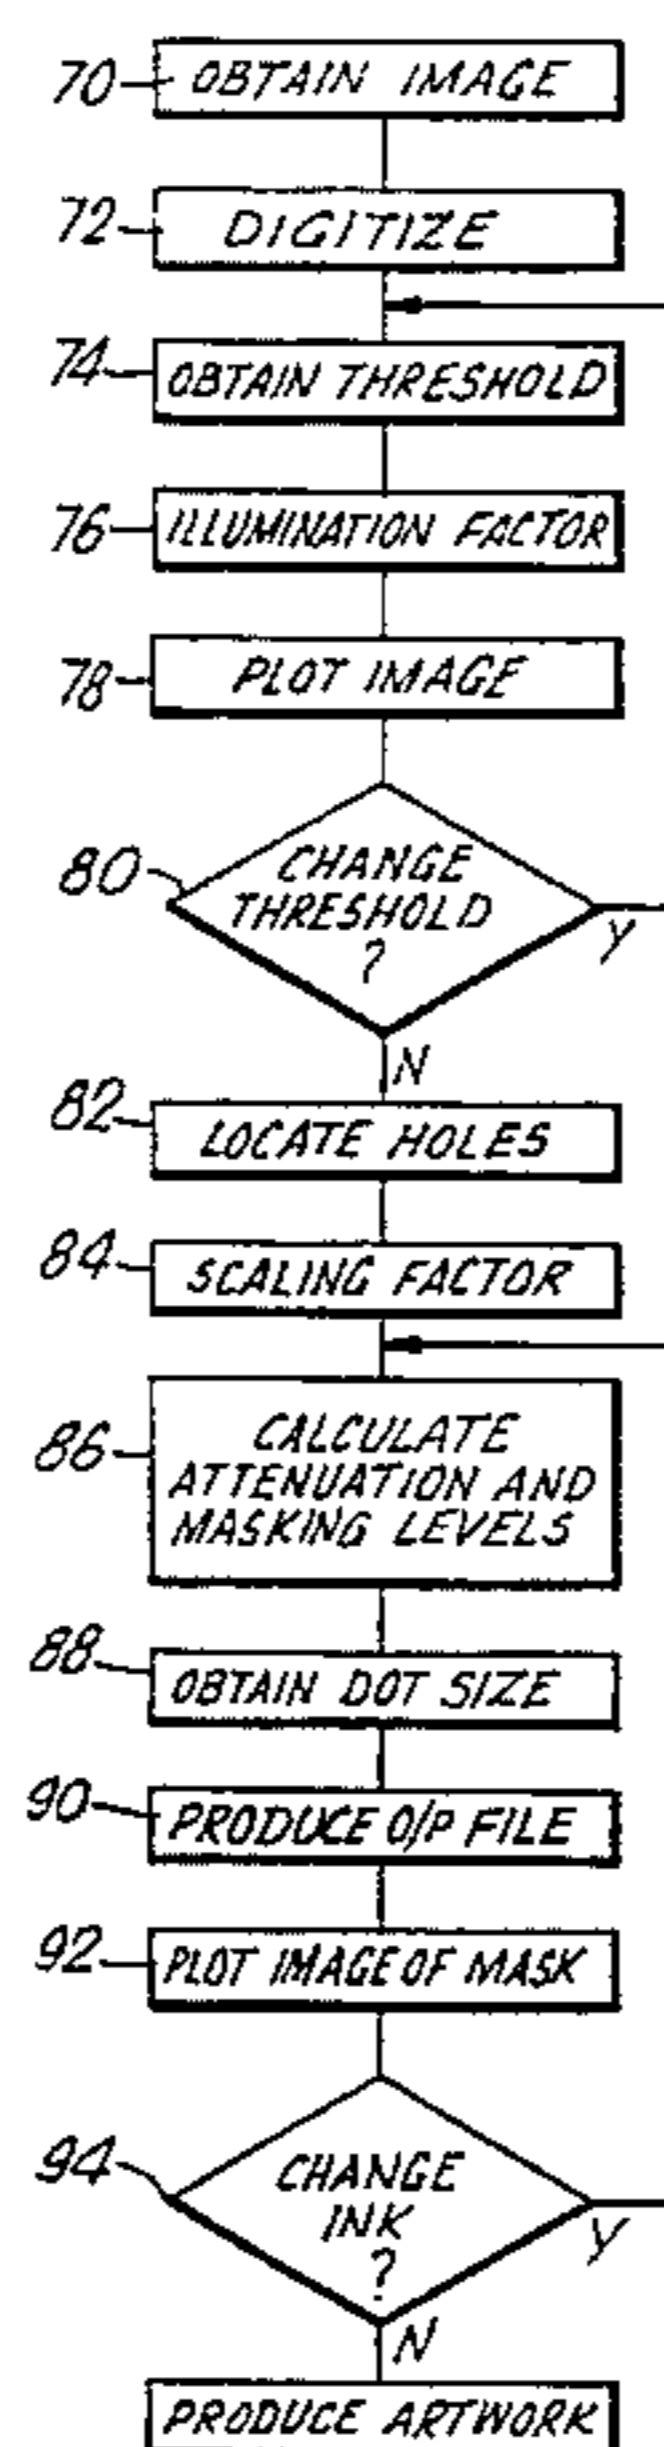 70 OBTAIN IMAGE
72 DIGITIZE
74 OBTAIN THRESHOLD
76 ILLUMINATION FACTOR
78 PLOT IMAGE
80 CHANGE
THRESHOLD
?
Y
N
82 LOCATE HOLES
84 SCALING FACTOR
86 CALCULATE
ATTENUATION AND
MASKING LEVELS
88 OBTAIN DOT SIZE
90 PRODUCE O/P FILE
92 PLOT IMAGE OF MASK
94 CHANGE
INK
?
Y
N
PRODUCE ARTWORK